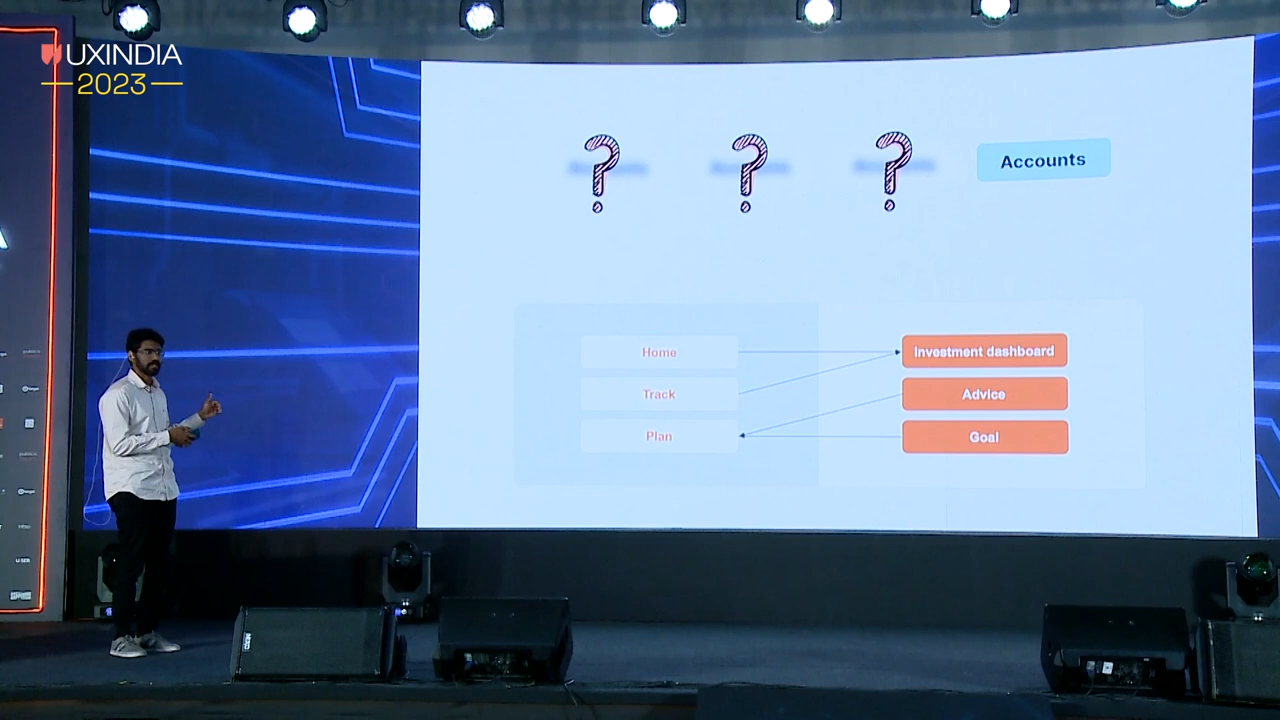 UXINDIA
2023
? ? ? Accounts
Home Investment dashboard
Track Advice
Plan Goal